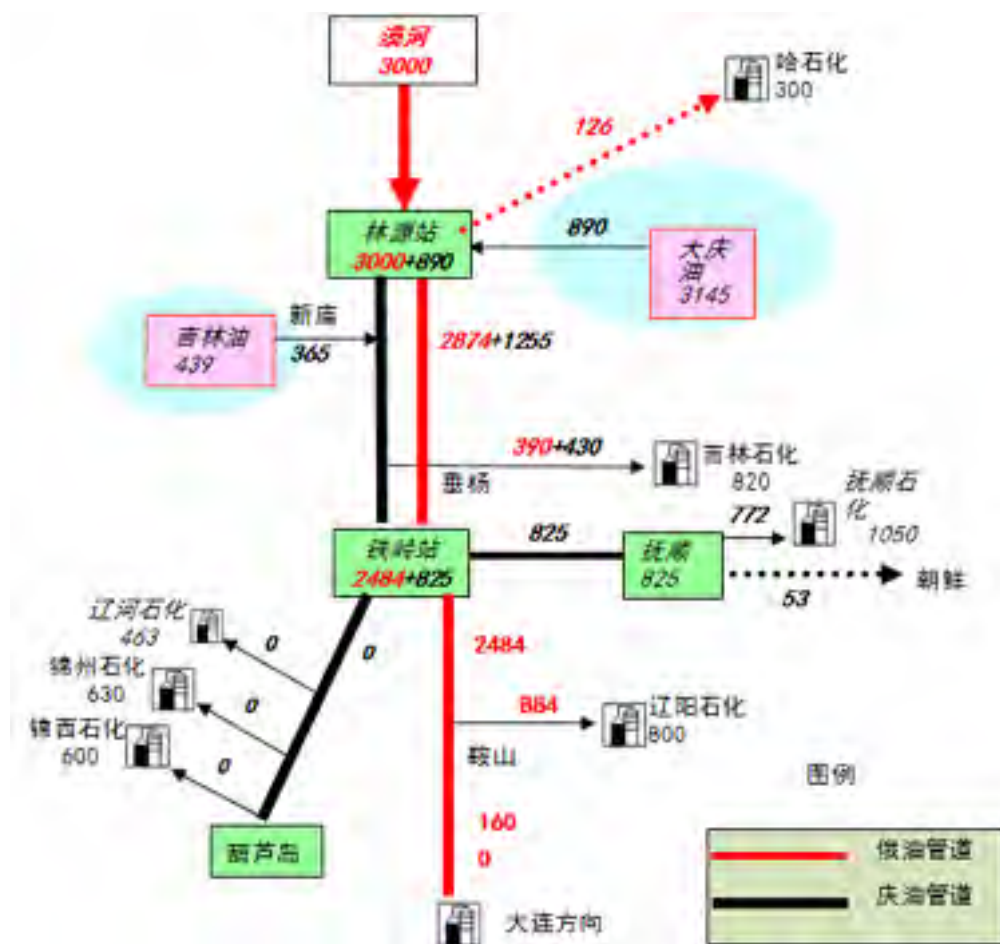 漠河
3000
哈石化
300
126
林源站
3000+890
890
大庆
油
3145
吉林油
439
新庙
365
2874+1255
390+430
垂杨
吉林石化
820
抚顺石
化
1050
772
铁岭站
2484+825
825
抚顺
825
53
朝鲜
辽河石化
463
0
0
锦州石化
630
0
锦西石化
600
0
葫芦岛
2484
884
辽阳石化
800
鞍山
160
0
大连方向
图例
俄油管道
庆油管道